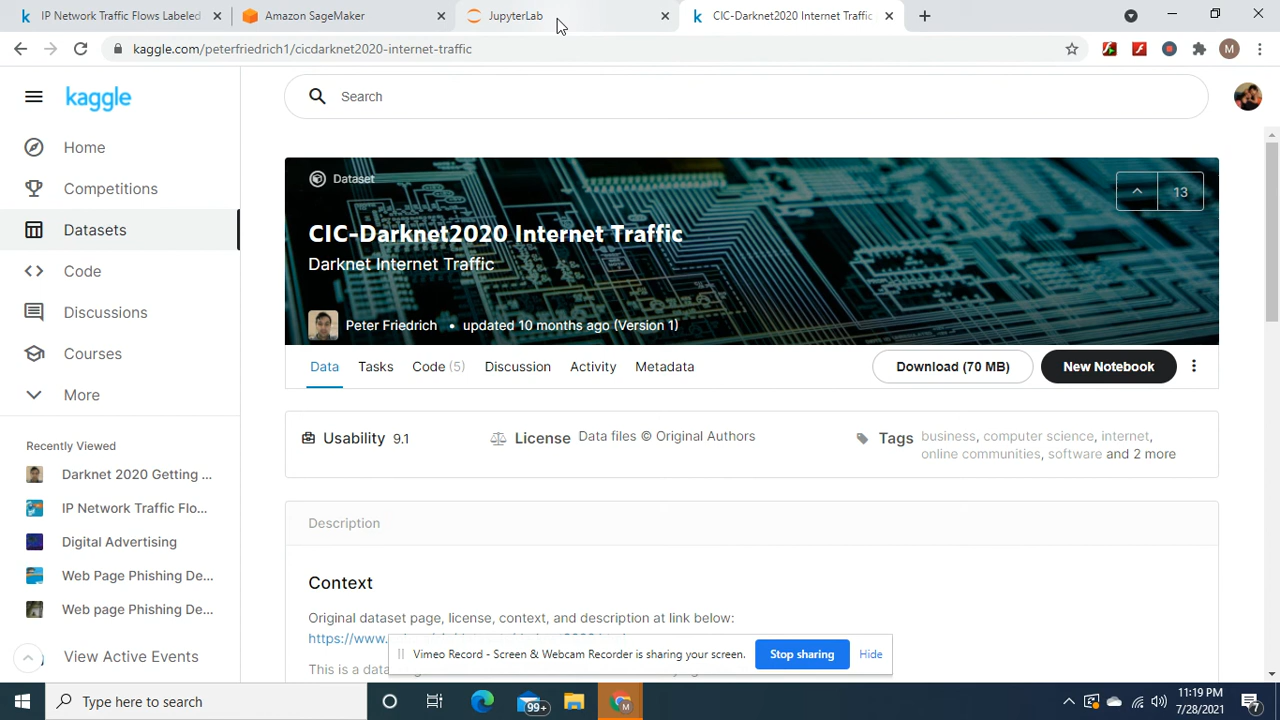 IP Network Traffic Flows Labeled
Amazon SageMaker
JupyterLab
CIC-Darknet2020 Internet Traffic
kaggle.com/peterfriedrich1/cicdarknet2020-internet-traffic
M
kaggle
Search
Home
Competitions
Datasets
Code
Discussions
Courses
More
Recently Viewed
Darknet 2020 Getting ...
IP Network Traffic Flo...
Digital Advertising
Web Page Phishing De...
Web page Phishing De...
View Active Events
Dataset
13
CIC-Darknet2020 Internet Traffic
Darknet Internet Traffic
Peter Friedrich • updated 10 months ago (Version 1)
Data Tasks Code (5) Discussion Activity Metadata
Download (70 MB) New Notebook
Usability 9.1 License Data files © Original Authors Tags business, computer science, internet,
online communities, software and 2 more
Description
Context
Original dataset page, license, context, and description at link below:
https://www.
This is a data
Vimeo Record - Screen & Webcam Recorder is sharing your screen. Stop sharing Hide
Type here to search
99+
M
11:19 PM
7/28/2021
7